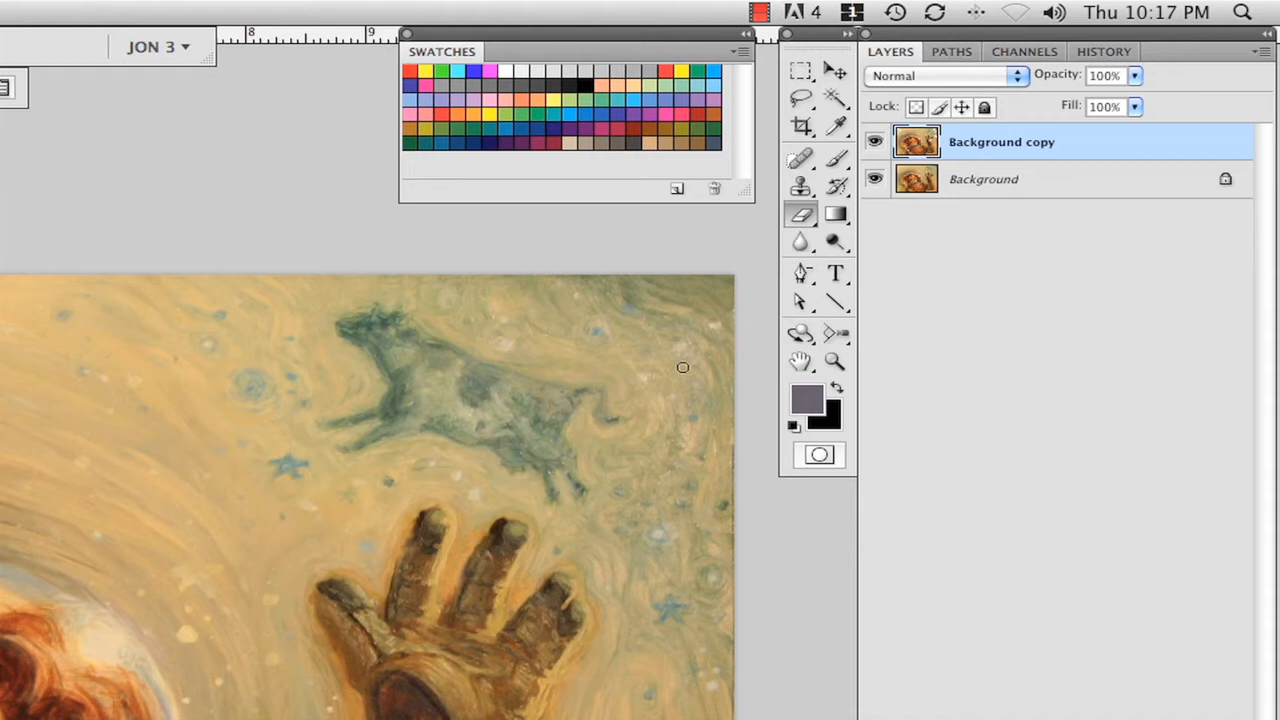 4 1 Thu 10:17 PM
JON 3
8 9
SWATCHES
LAYERS PATHS CHANNELS HISTORY
Normal Opacity: 100%
Lock: Fill: 100%
Background copy
Background
T